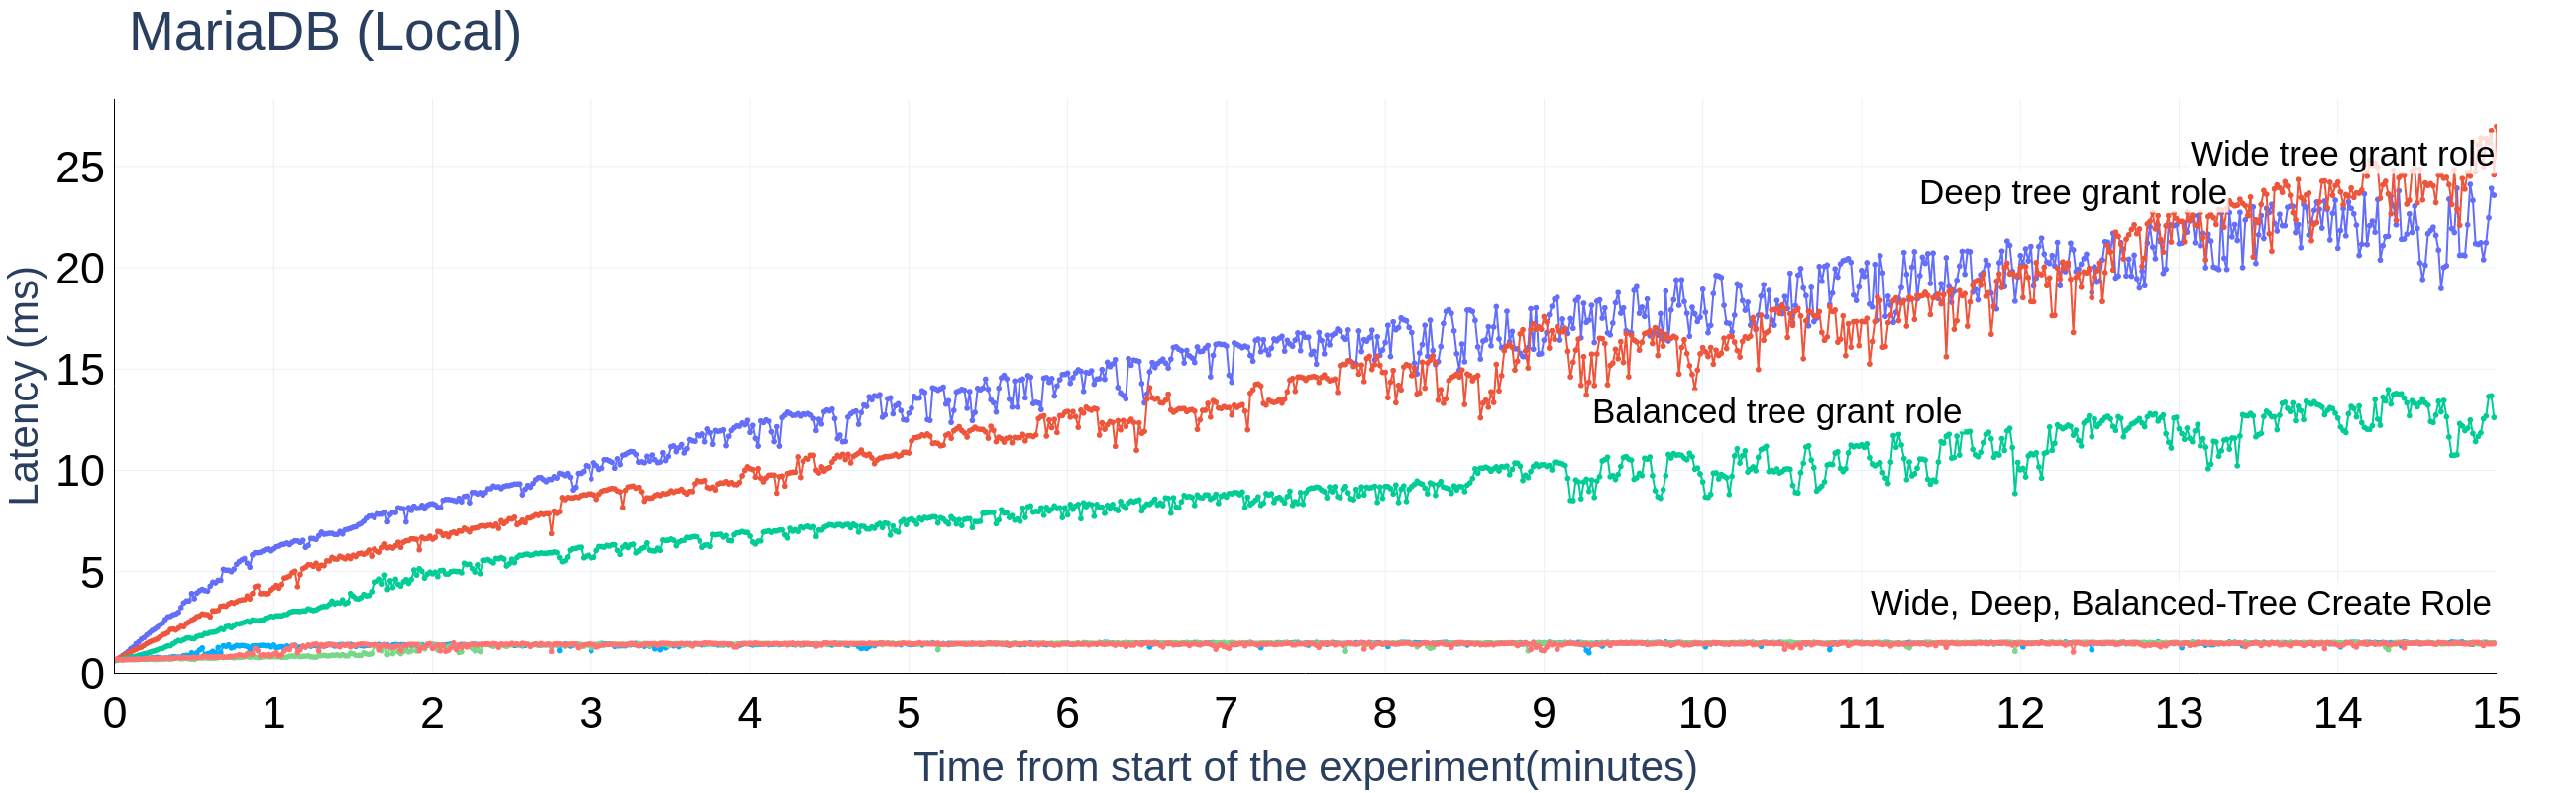 MariaDB (Local)
25
20
15
10
5
0
Latency (ms)
Wide tree grant role
Deep tree grant role
Balanced tree grant role
Wide, Deep, Balanced-Tree Create Role
0 1 2 3 4 5 6 7 8 9 10 11 12 13 14 15
Time from start of the experiment(minutes)